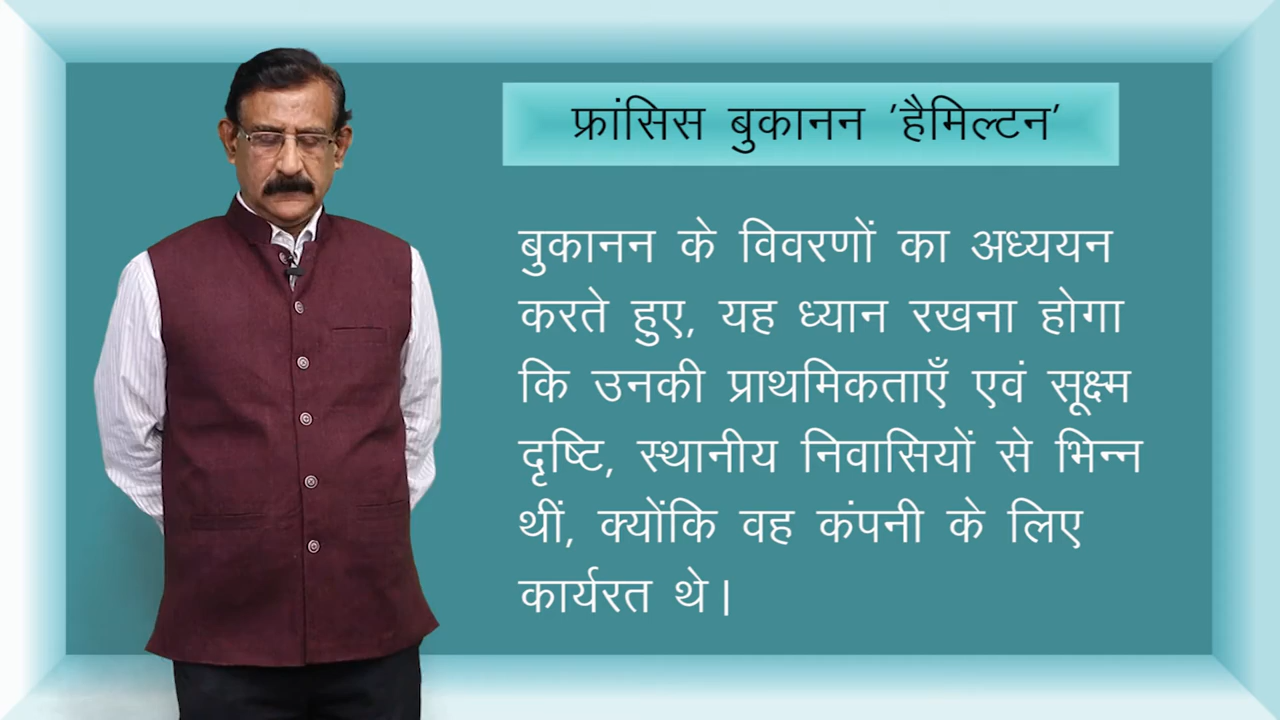 फ्रांसिस बुकानन ’हैमिल्टन’
बुकानन के विवरणों का अध्ययन
करते हुए, यह ध्यान रखना होगा
कि उनकी प्राथमिकताएँ एवं सूक्ष्म
दृष्टि, स्थानीय निवासियों से भिन्न
थीं, क्योंकि वह कंपनी के लिए
कार्यरत थे।